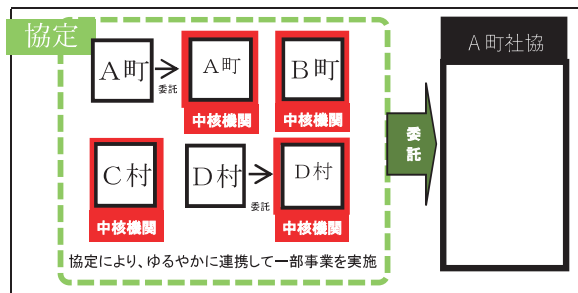 協定
A町
委託
A町
中核機関
B町
中核機関
C村
中核機関
D村
委託
D村
中核機関
協定により、ゆるやかに連携して一部事業を実施
委託
A町社協